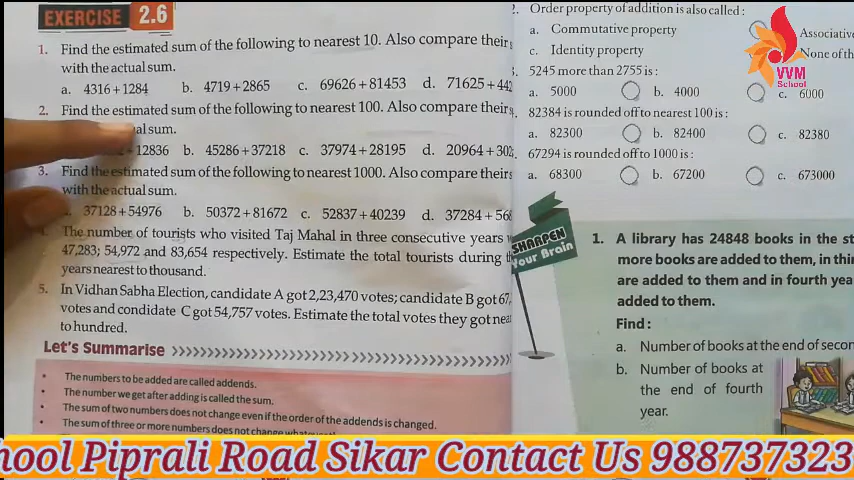 EXERCISE 2.6
1. Find the estimated sum of the following to nearest 10. Also compare their
with the actual sum.
a. 4316+1284 b. 4719+2865 c. 69626+81453 d. 71625+442
2. Find the estimated sum of the following to nearest 100. Also compare their
sum.
12836 b. 45286+37218 c. 37974+28195 d. 20964+302
3. Find the estimated sum of the following to nearest 1000. Also compare their
with the actual sum.
37128+54976 b. 50372+81672 c. 52837+40239 d. 37284+568
The number of tourists who visited Taj Mahal in three consecutive years
47,283; 54,972 and 83,654 respectively. Estimate the total tourists during
years nearest to thousand.
5. In Vidhan Sabha Election, candidate A got 2,23,470 votes; candidate B got 67,
votes and condidate C got 54,757 votes. Estimate the total votes they got
to hundred.
Let's Summarise
• The numbers to be added are called addends.
• The number we get after adding is called the sum.
• The sum of two numbers does not change even if the order of the addends is changed.
• The sum of three or more numbers does not change
2. Order property of addition is also called :
a. Commutative property Associative
c. Identity property None of th
5245 more than 2755 is :
a. 5000 b. 4000 c. 6000
82384 is rounded off to nearest 100 is :
a. 82300 b. 82400 c. 82380
67294 is rounded off to 1000 is :
a. 68300 b. 67200 c. 673000
VVM
School
SHARPEN
Your Brain
1. A library has 24848 books in the st
more books are added to them, in thir
are added to them and in fourth yea
added to them.
Find :
a. Number of books at the end of secon
b. Number of books at
the end of fourth
year.
hool Piprali Road Sikar Contact Us 988737323